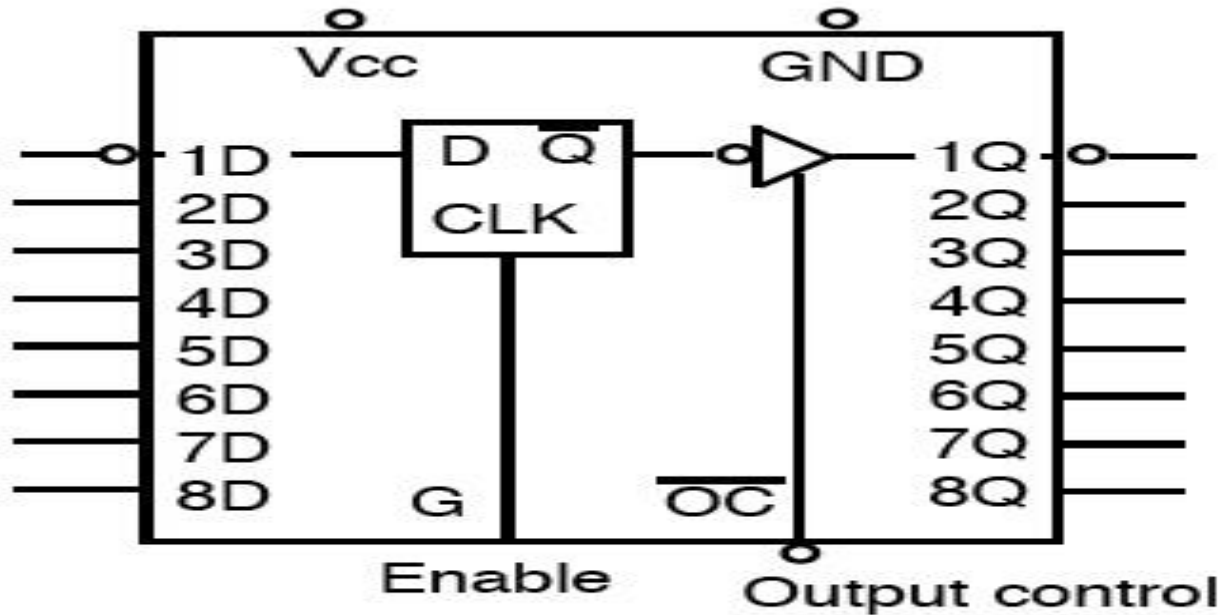 Vcc GND
1D D Q̅ 1Q
2D CLK 2Q
3D 3Q
4D 4Q
5D 5Q
6D 6Q
7D 7Q
8D G O̅C̅ 8Q
Enable Output control